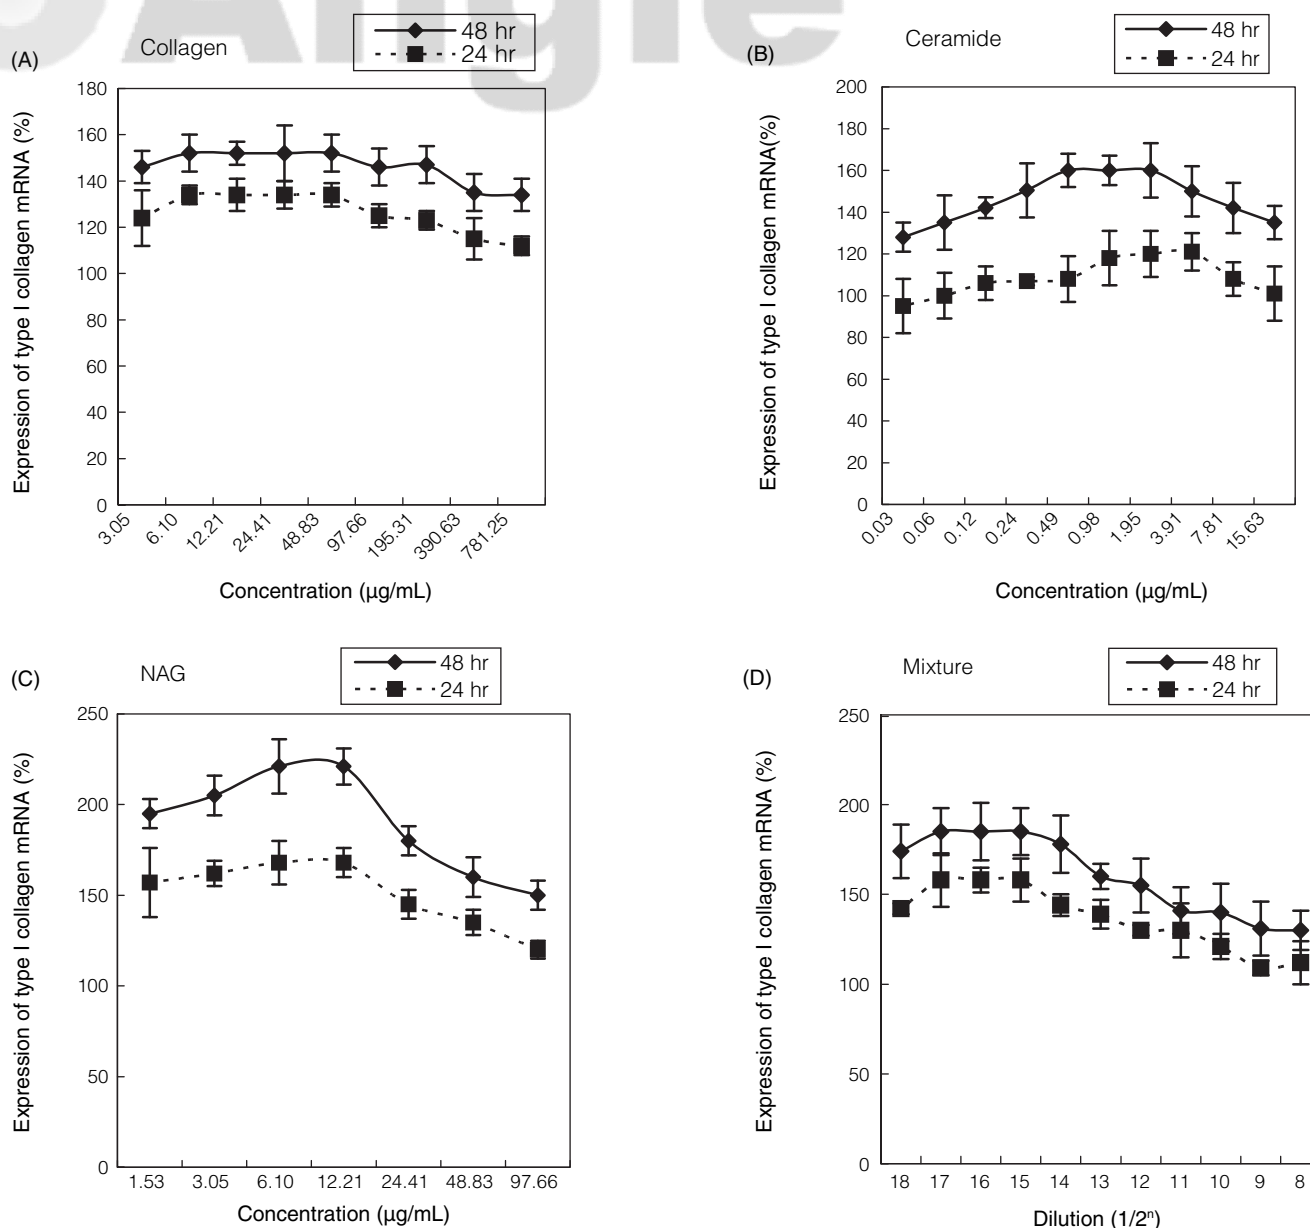 Angle
(A)
Collagen
48 hr
24 hr
Expression of type I collagen mRNA (%)
180
160
140
120
100
80
60
40
20
0
3.05
6.10
12.21
24.41
48.83
97.66
195.31
390.63
781.25
Concentration (µg/mL)
(B)
Ceramide
48 hr
24 hr
Expression of type I collagen mRNA(%)
200
180
160
140
120
100
80
60
40
20
0
0.03
0.06
0.12
0.24
0.49
0.98
1.95
3.91
7.81
15.63
Concentration (µg/mL)
(C)
NAG
48 hr
24 hr
Expression of type I collagen mRNA (%)
250
200
150
100
50
0
1.53 3.05 6.10 12.21 24.41 48.83 97.66
Concentration (µg/mL)
(D)
Mixture
48 hr
24 hr
Expression of type I collagen mRNA (%)
250
200
150
100
50
0
18 17 16 15 14 13 12 11 10 9 8
Dilution (1/2ⁿ)